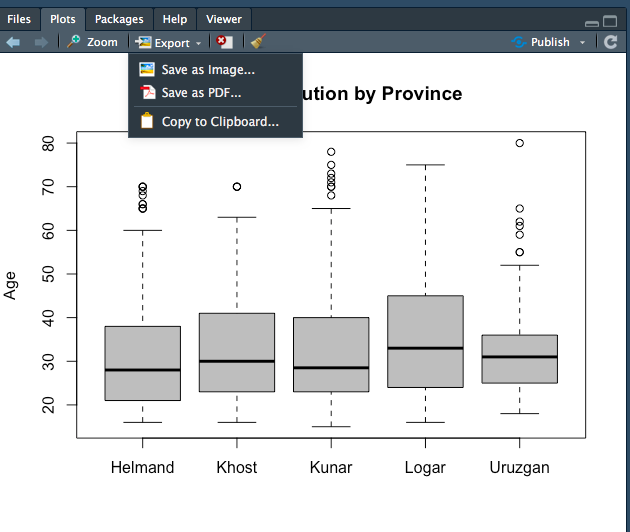 Files Plots Packages Help Viewer
Zoom Export Publish
Save as Image...
Save as PDF...
Copy to Clipboard...
ution by Province
Age
80
70
60
50
40
30
20
Helmand Khost Kunar Logar Uruzgan